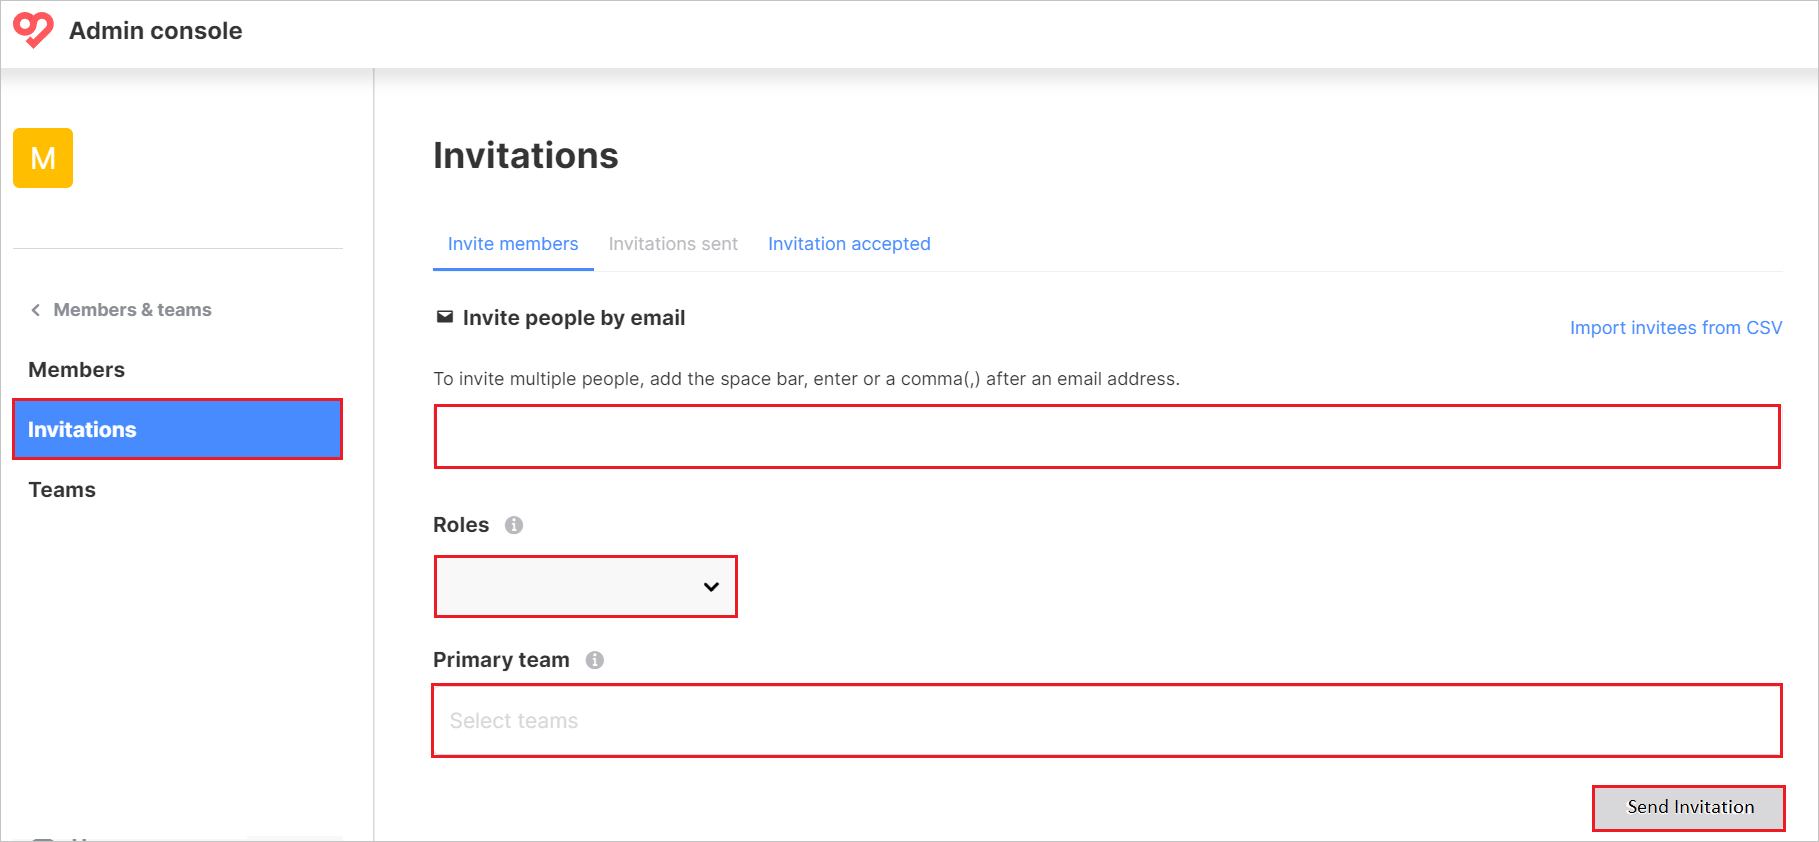 Admin console
M
Members & teams
Members
Invitations
Teams
Invitations
Invite members
Invitations sent
Invitation accepted
Invite people by email
Import invitees from CSV
To invite multiple people, add the space bar, enter or a comma(,) after an email address.
Roles
Primary team
Select teams
Send Invitation